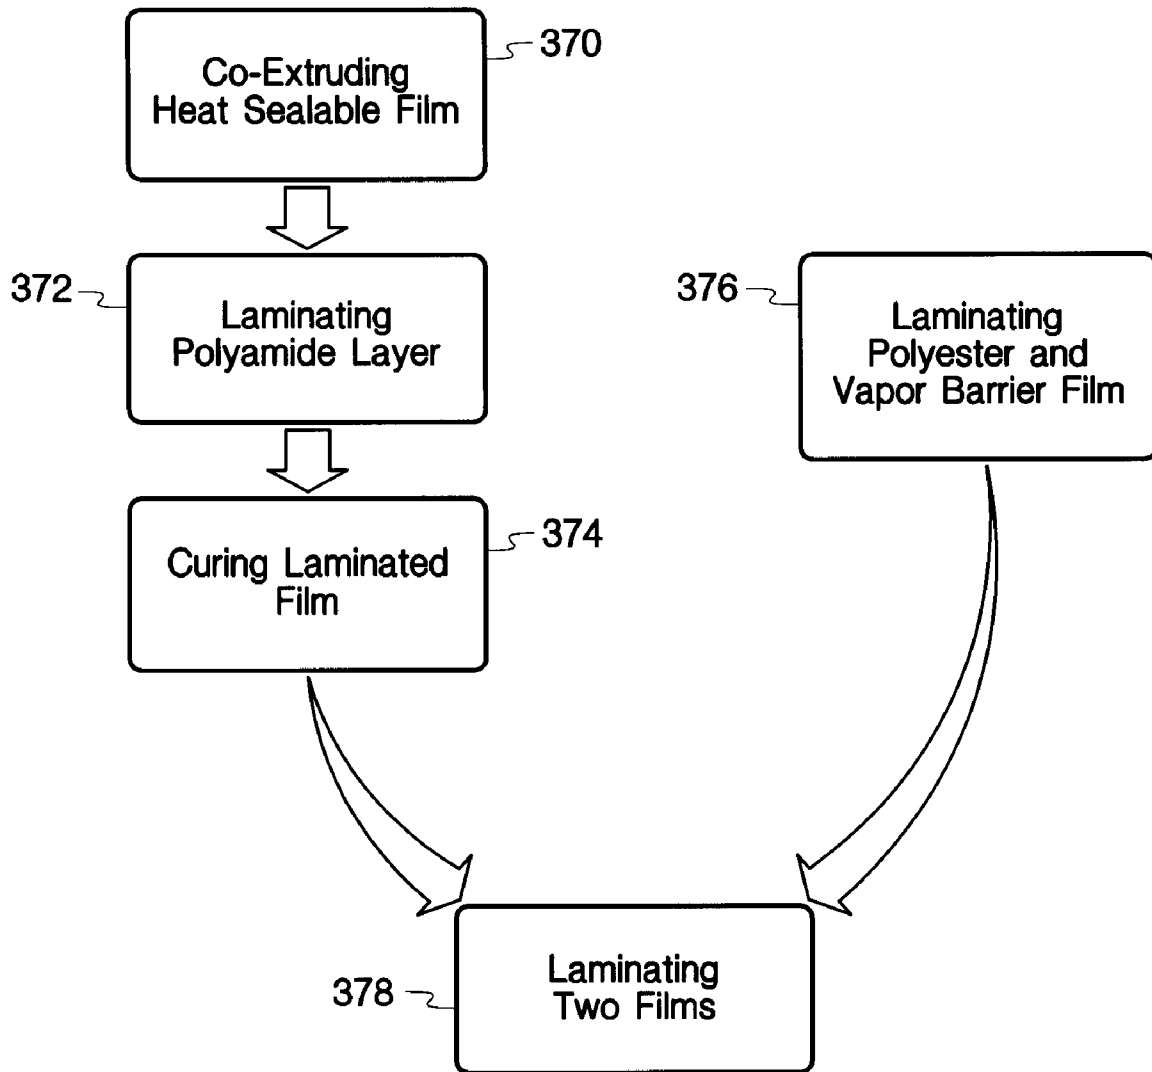 Co-Extruding
Heat Sealable Film
370
372
Laminating
Polyamide Layer
376
Laminating
Polyester and
Vapor Barrier Film
Curing Laminated
Film
374
378
Laminating
Two Films